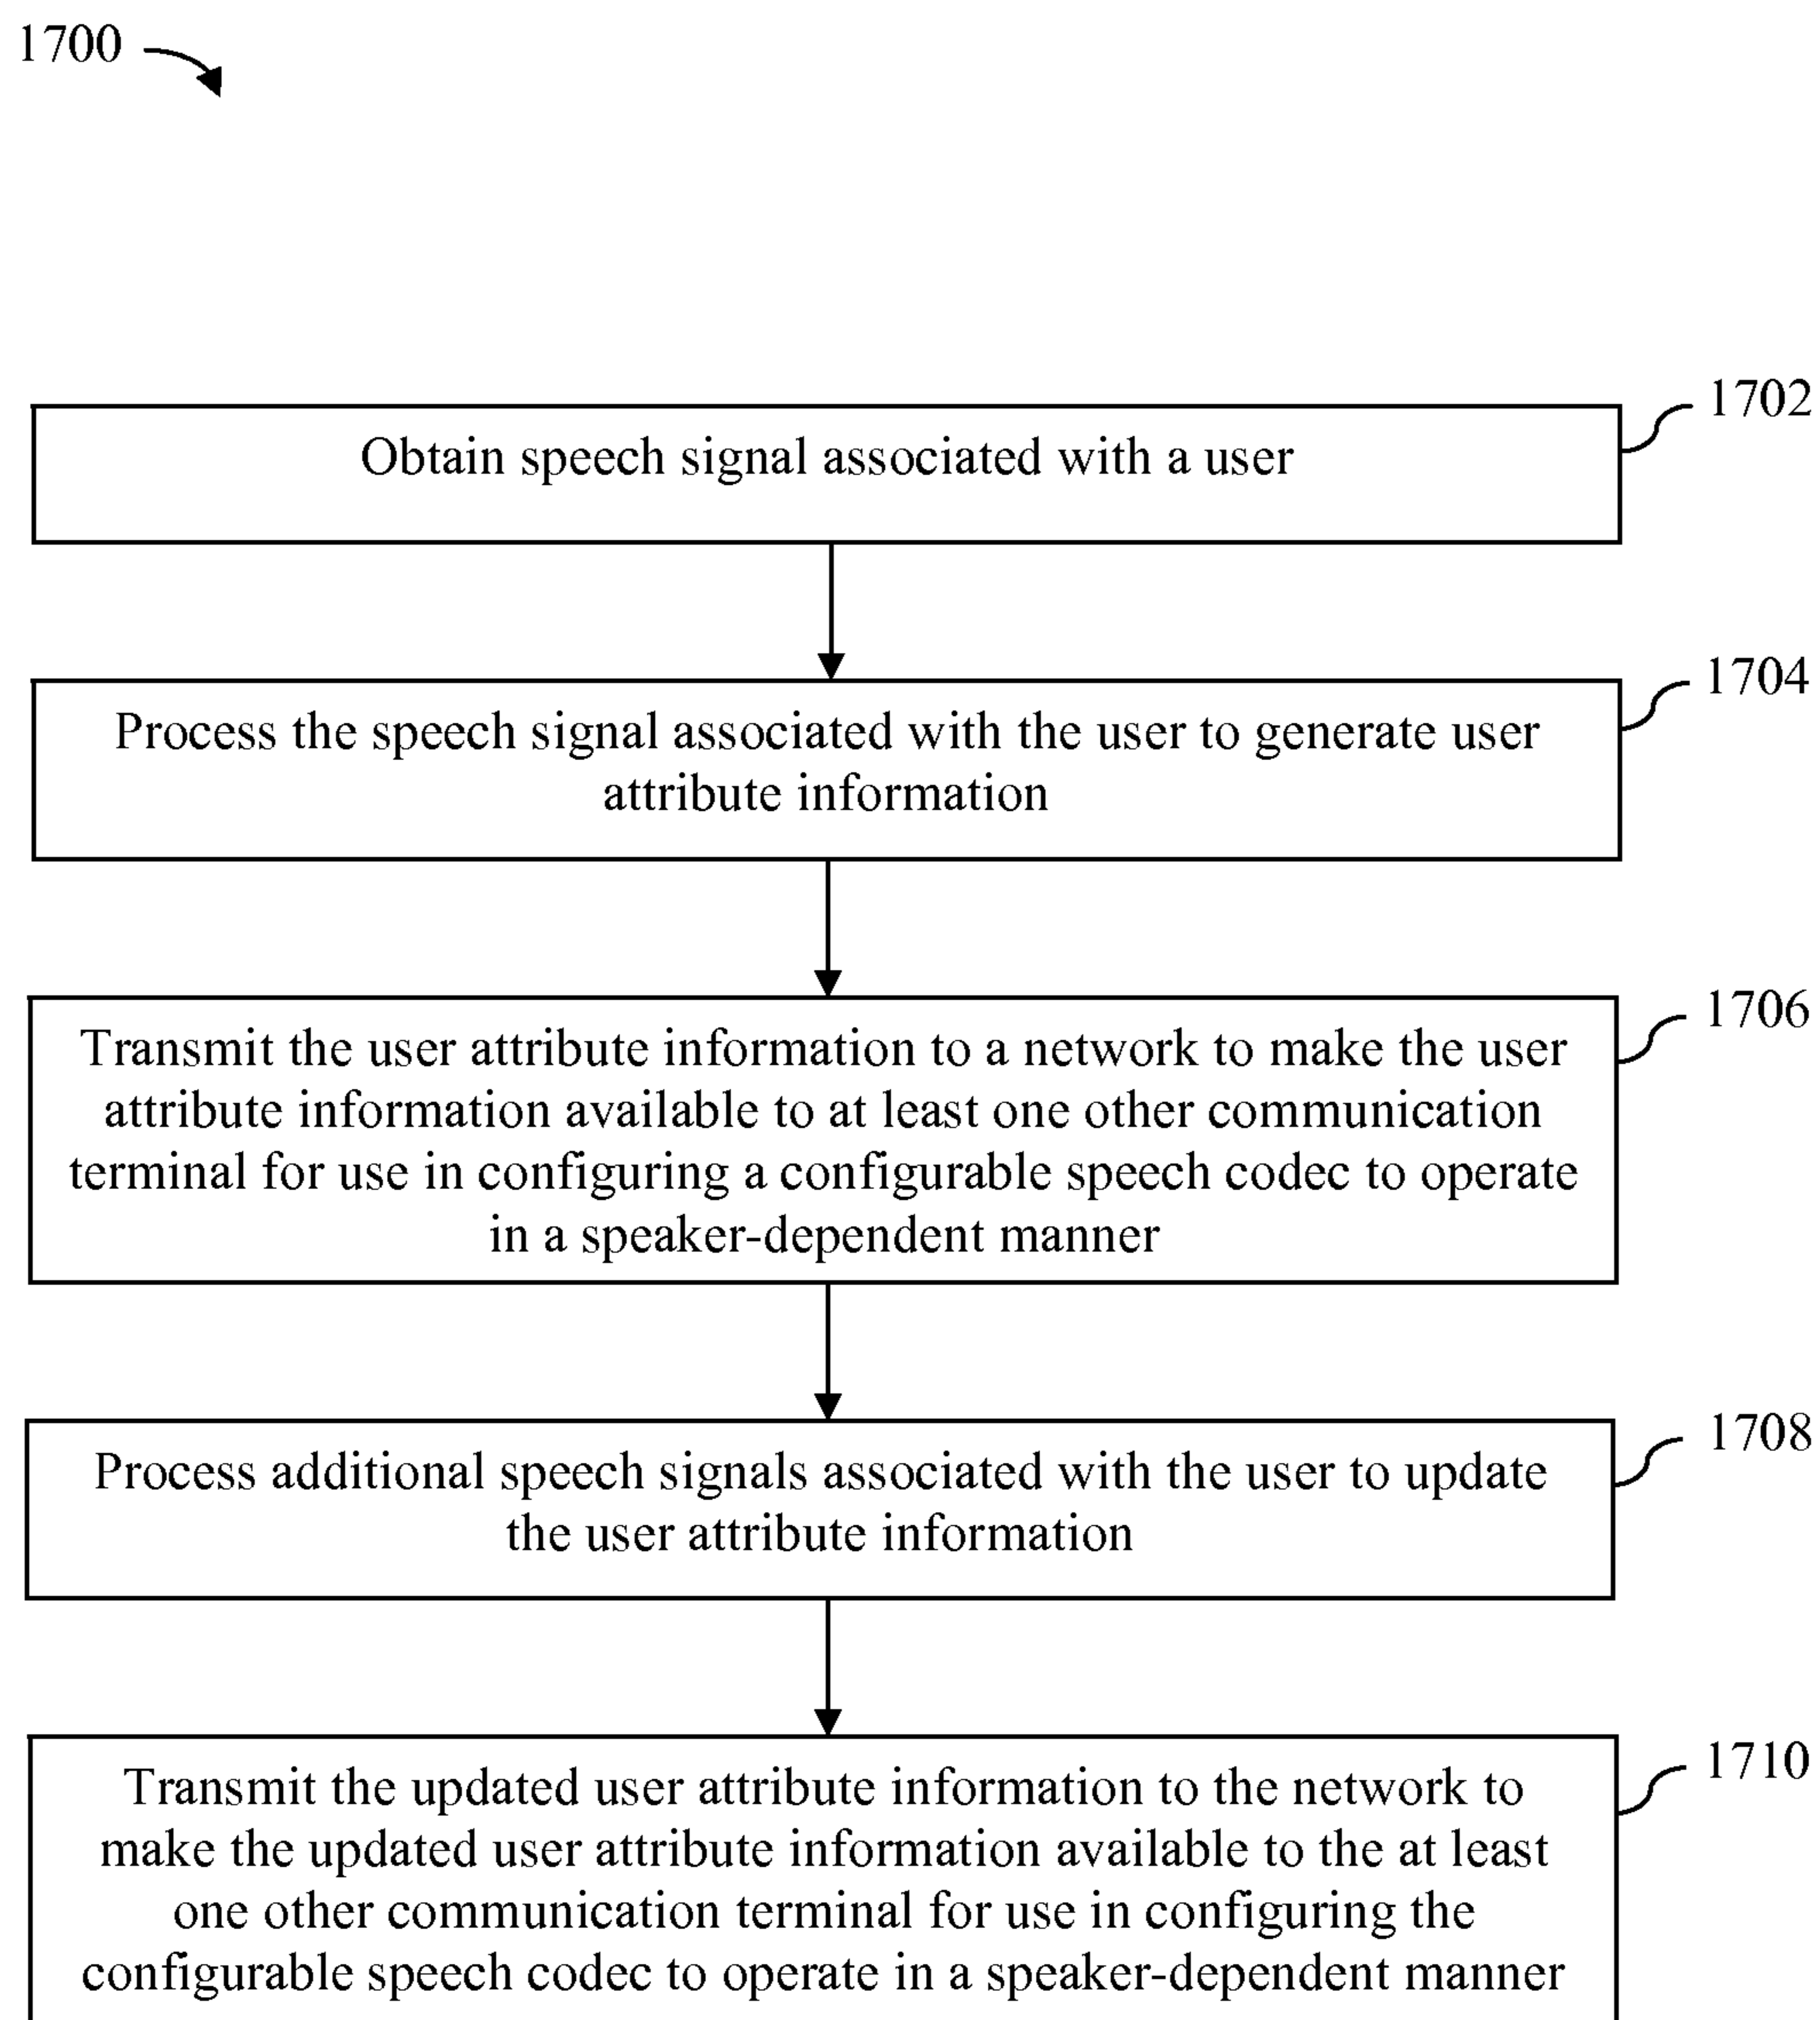 1700
1702
Obtain speech signal associated with a user
1704
Process the speech signal associated with the user to generate user
attribute information
1706
Transmit the user attribute information to a network to make the user
attribute information available to at least one other communication
terminal for use in configuring a configurable speech codec to operate
in a speaker-dependent manner
1708
Process additional speech signals associated with the user to update
the user attribute information
1710
Transmit the updated user attribute information to the network to
make the updated user attribute information available to the at least
one other communication terminal for use in configuring the
configurable speech codec to operate in a speaker-dependent manner